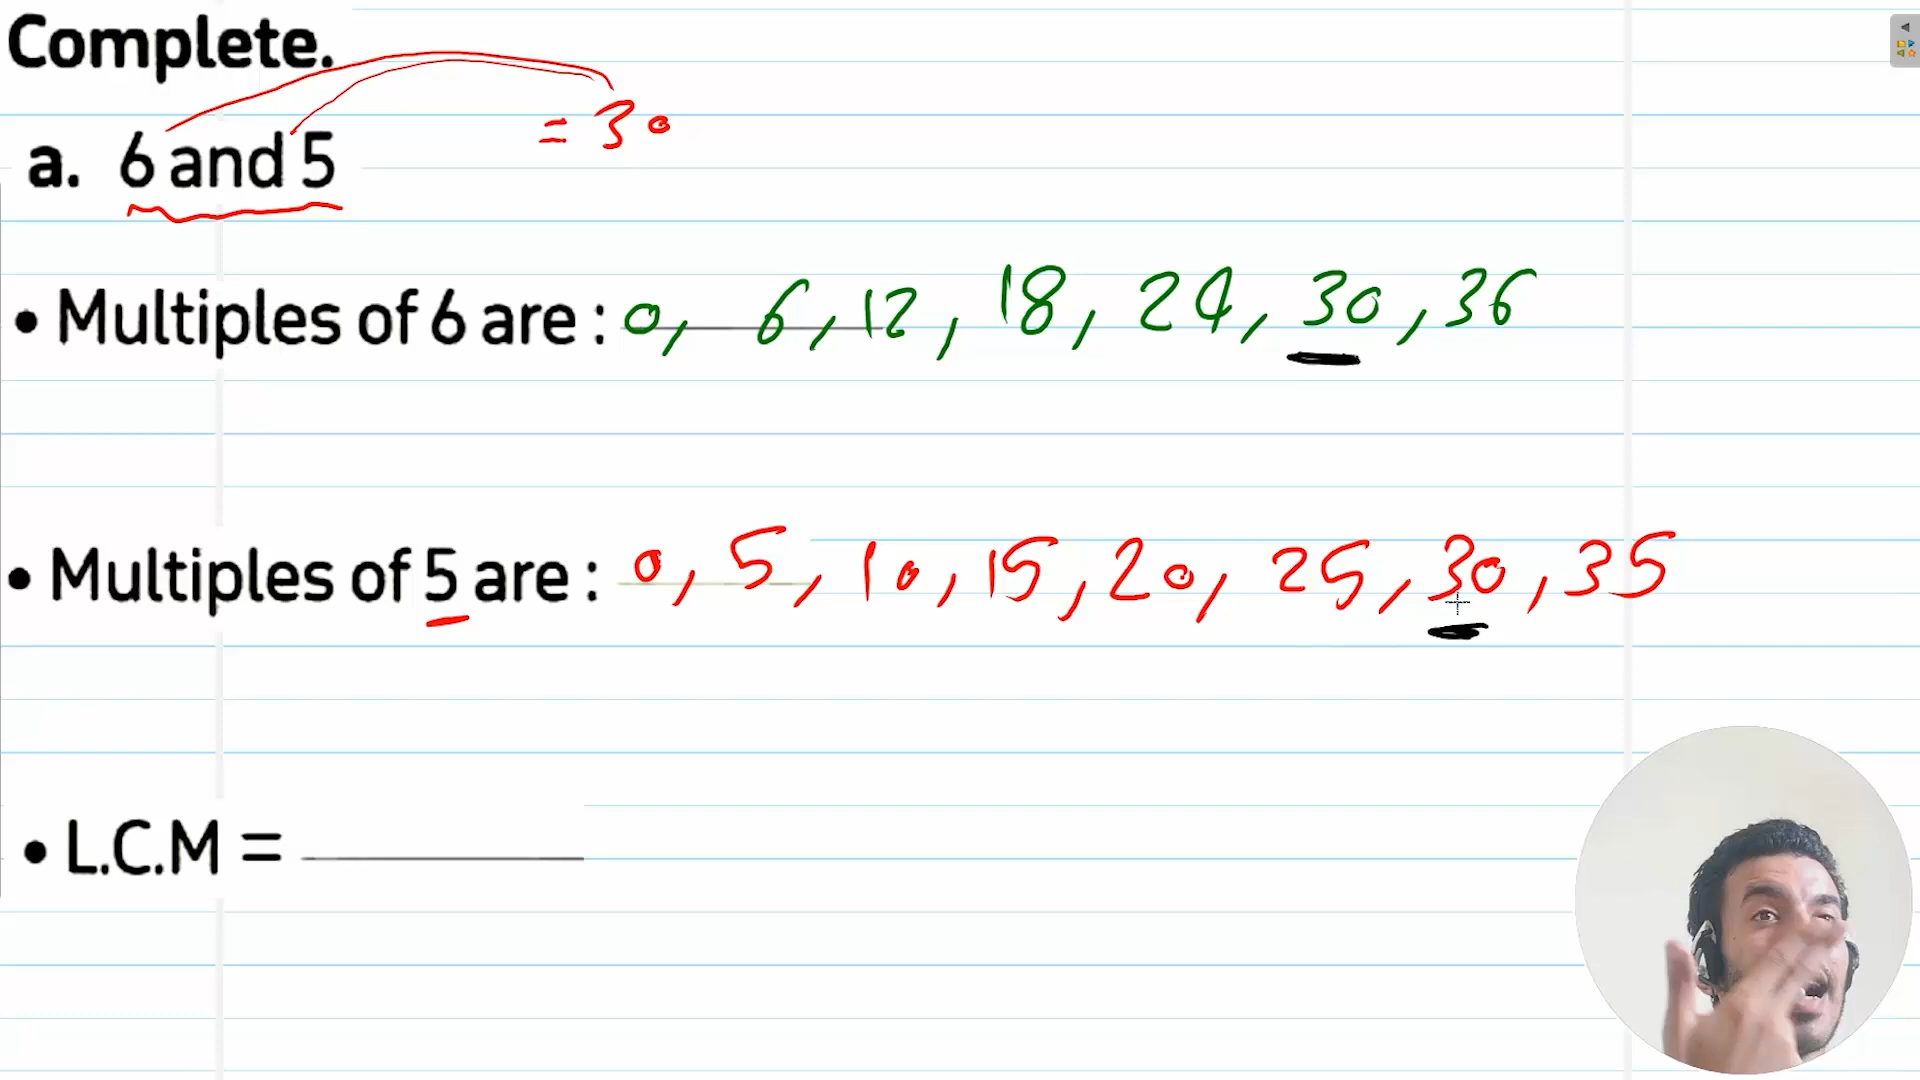 Complete.
= 30
a. 6 and 5
• Multiples of 6 are : 0, 6, 12, 18, 24, 30, 36
• Multiples of 5 are : 0, 5, 10, 15, 20, 25, 30, 35
• L.C.M =